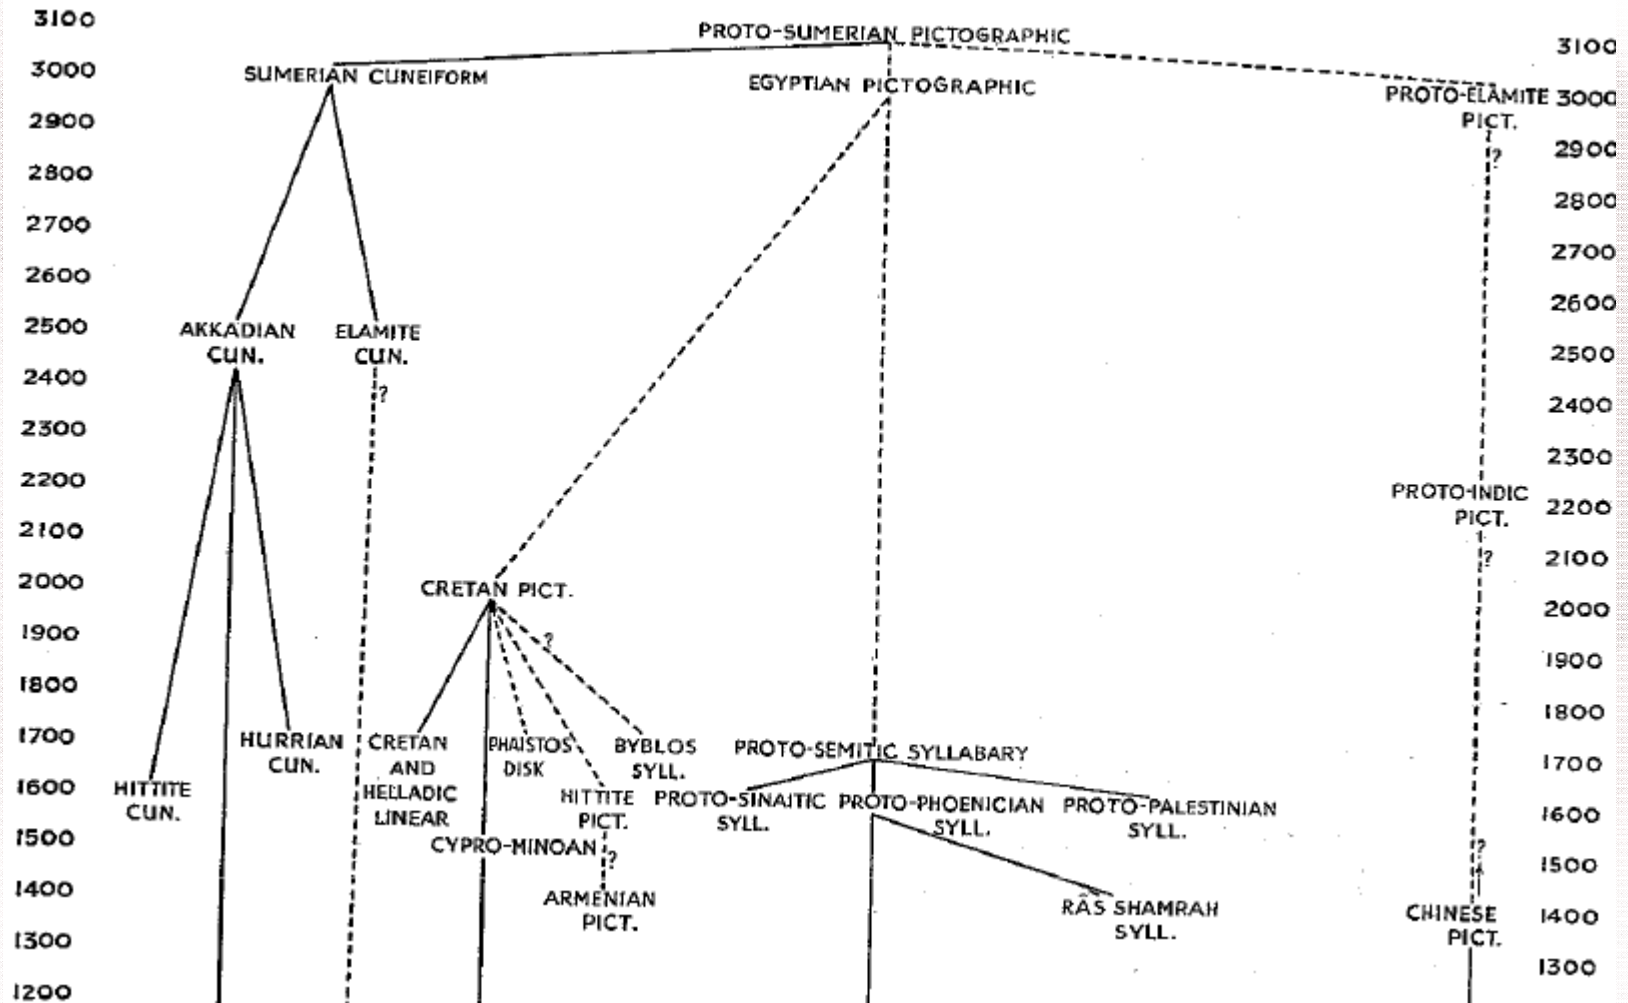 3100
PROTO-SUMERIAN PICTOGRAPHIC
3100
3000
SUMERIAN CUNEIFORM
EGYPTIAN PICTOGRAPHIC
PROTO-ELAMITE
PICT.
3000
2900
?
2900
2800
2800
2700
2700
2600
2600
2500
AKKADIAN
CUN.
ELAMITE
CUN.
2500
2400
?
2400
2300
2300
2200
PROTO-INDIC
PICT.
2200
2100
?
2100
2000
CRETAN PICT.
2000
1900
?
1900
1800
1800
1700
HURRIAN
CUN.
CRETAN
AND
HELLADIC
LINEAR
PHAISTOS
DISK
BYBLOS
SYLL.
PROTO-SEMITIC SYLLABARY
1700
1600
HITTITE
CUN.
HITTITE
PICT.
PROTO-SINAITIC
SYLL.
PROTO-PHOENICIAN
SYLL.
PROTO-PALESTINIAN
SYLL.
1600
1500
CYPRO-MINOAN
?
?
1500
1400
ARMENIAN
PICT.
RÂS SHAMRAH
SYLL.
CHINESE
PICT.
1400
1300
1300
1200